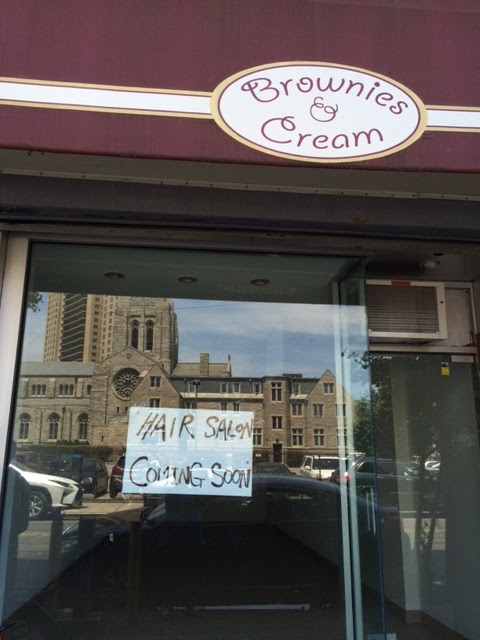 Brownies
&
Cream
HAIR SALON
COMING SOON